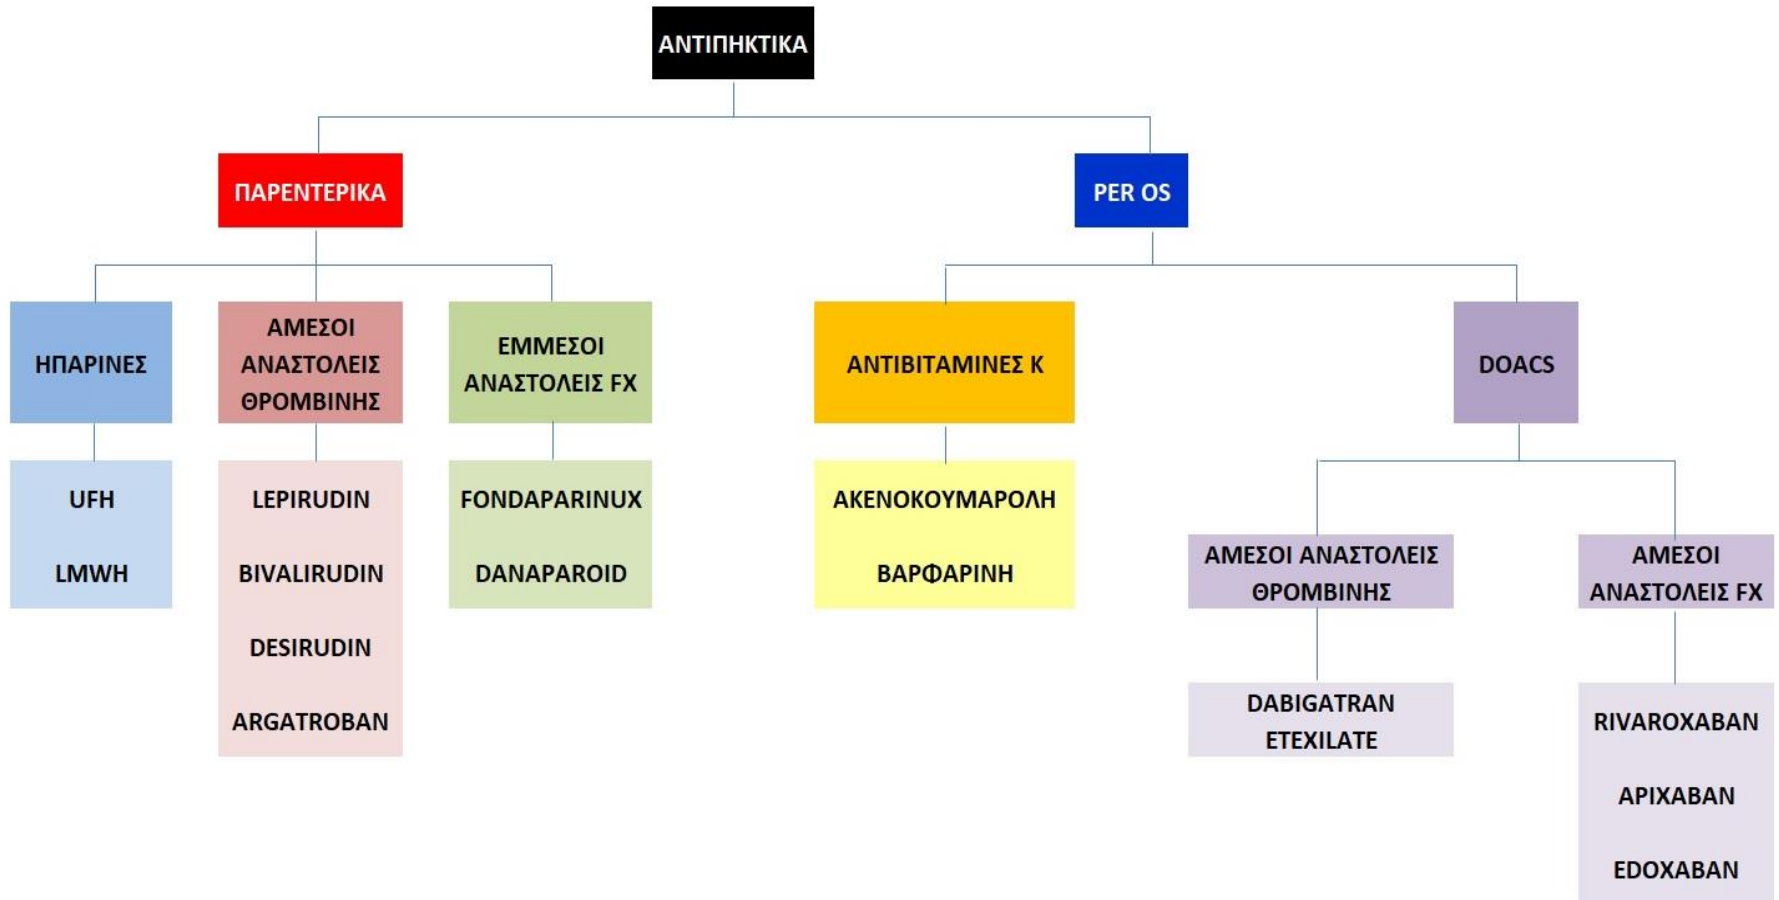 ΑΝΤΙΠΗΚΤΙΚΑ
ΠΑΡΕΝΤΕΡΙΚΑ
PER OS
ΗΠΑΡΙΝΕΣ
ΑΜΕΣΟΙ
ΑΝΑΣΤΟΛΕΙΣ
ΘΡΟΜΒΙΝΗΣ
ΕΜΜΕΣΟΙ
ΑΝΑΣΤΟΛΕΙΣ FX
ΑΝΤΙΒΙΤΑΜΙΝΕΣ Κ
DOACS
UFH
LMWH
LEPIRUDIN
BIVALIRUDIN
DESIRUDIN
ARGATROBAN
FONDAPARINUX
DANAPAROID
ΑΚΕΝΟΚΟΥΜΑΡΟΛΗ
ΒΑΡΦΑΡΙΝΗ
ΑΜΕΣΟΙ ΑΝΑΣΤΟΛΕΙΣ
ΘΡΟΜΒΙΝΗΣ
DABIGATRAN
ETEXILATE
ΑΜΕΣΟΙ
ΑΝΑΣΤΟΛΕΙΣ FX
RIVAROXABAN
APIXABAN
EDOXABAN